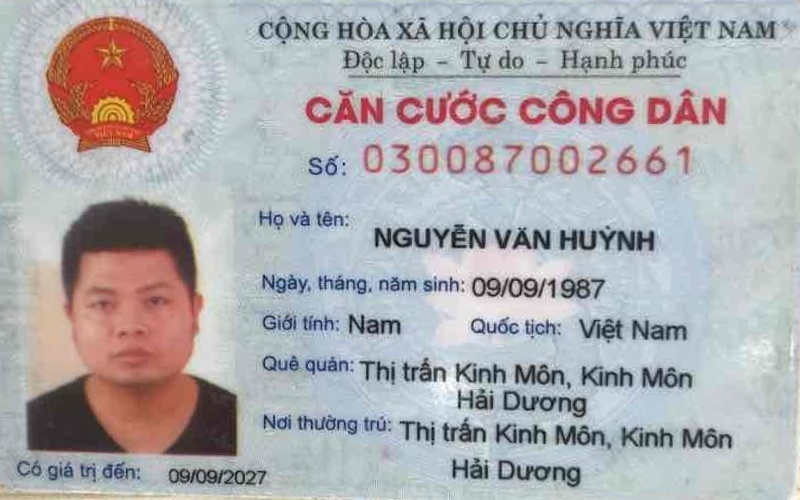 CỘNG HÒA XÃ HỘI CHỦ NGHĨA VIỆT NAM
Độc lập – Tự do – Hạnh phúc
CĂN CƯỚC CÔNG DÂN
Số: 030087002661
Họ và tên:
NGUYỄN VĂN HUỲNH
Ngày, tháng, năm sinh: 09/09/1987
Giới tính: Nam Quốc tịch: Việt Nam
Quê quán: Thị trấn Kinh Môn, Kinh Môn
Hải Dương
Nơi thường trú: Thị trấn Kinh Môn, Kinh Môn
Hải Dương
Có giá trị đến: 09/09/2027